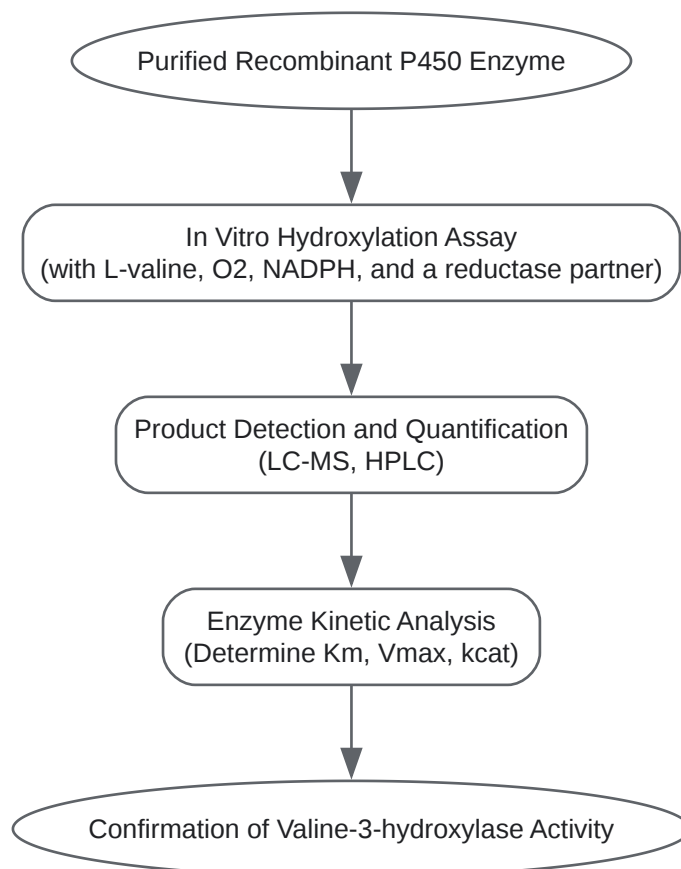 Purified Recombinant P450 Enzyme
In Vitro Hydroxylation Assay
(with L-valine, O2, NADPH, and a reductase partner)
Product Detection and Quantification
(LC-MS, HPLC)
Enzyme Kinetic Analysis
(Determine Km, Vmax, kcat)
Confirmation of Valine-3-hydroxylase Activity